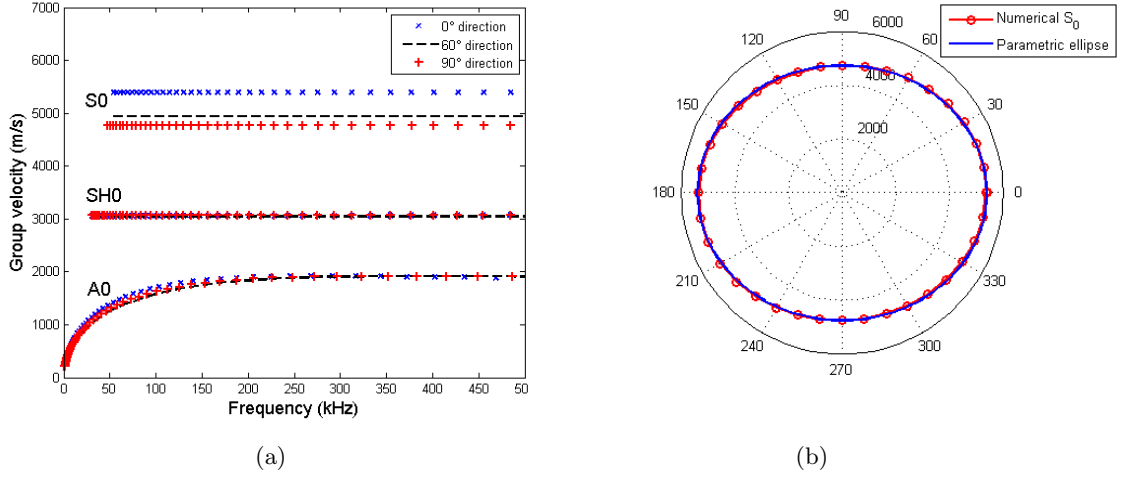 7000
6000
5000
4000
3000
2000
1000
0
Group velocity (m/s)
0° direction
60° direction
90° direction
S0
SH0
A0
0 50 100 150 200 250 300 350 400 450 500
Frequency (kHz)
(a)
Numerical S0
Parametric ellipse
90
6000
120
60
4000
150
30
2000
180
0
210
330
240
300
270
(b)